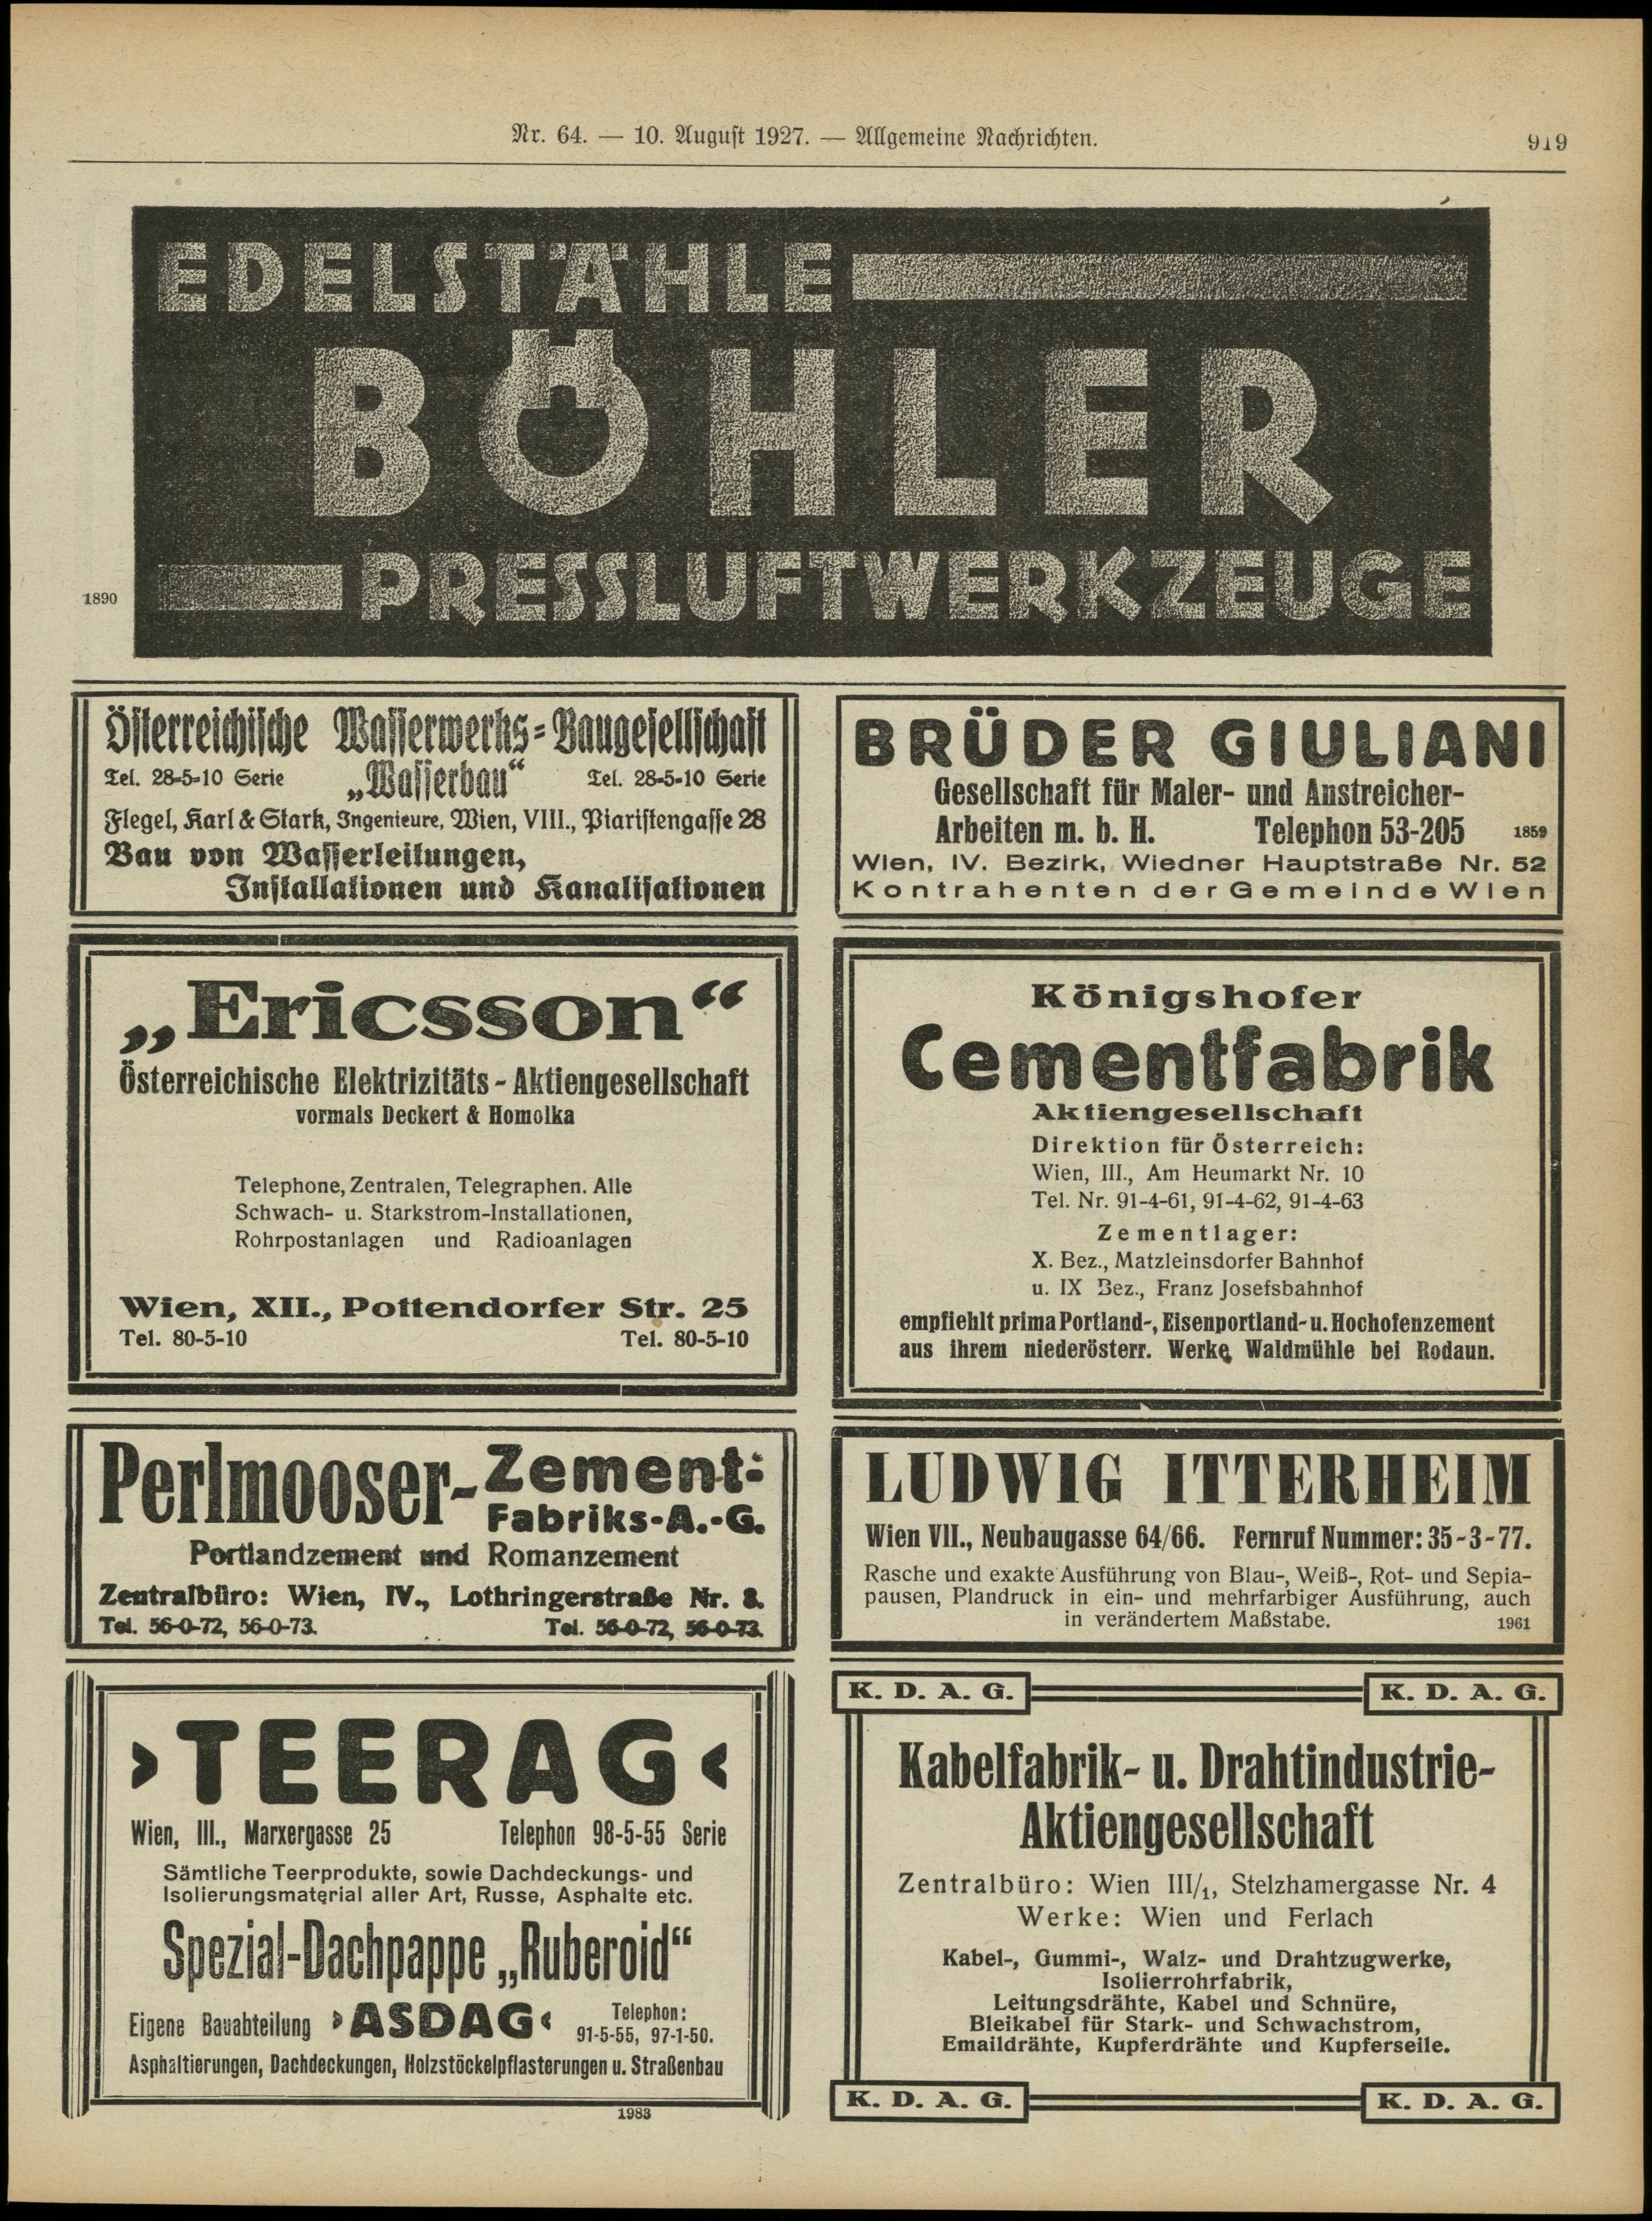 Nr. 64. — 10. August 1927. — Allgemeine Nachrichten. 919
EDELSTÄHLE
BÖHLER
PRESSLUFTWERKZEUGE
1890
Österreichische Wasserwerks-Baugesellschaft
Tel. 28-5-10 Serie „Wasserbau“ Tel. 28-5-10 Serie
Flegel, Karl & Stark, Ingenieure, Wien, VIII., Piaristengasse 28
Bau von Wasserleitungen,
Installationen und Kanalisationen
BRÜDER GIULIANI
Gesellschaft für Maler- und Anstreicher-
Arbeiten m. b. H. Telephon 53-205 1859
Wien, IV. Bezirk, Wiedner Hauptstraße Nr. 52
Kontrahenten der Gemeinde Wien
„Ericsson“
Österreichische Elektrizitäts-Aktiengesellschaft
vormals Deckert & Homolka
Telephone, Zentralen, Telegraphen. Alle
Schwach- u. Starkstrom-Installationen,
Rohrpostanlagen und Radioanlagen
Wien, XII., Pottendorfer Str. 25
Tel. 80-5-10 Tel. 80-5-10
Königshofer
Cementfabrik
Aktiengesellschaft
Direktion für Österreich:
Wien, III., Am Heumarkt Nr. 10
Tel. Nr. 91-4-61, 91-4-62, 91-4-63
Zementlager:
X. Bez., Matzleinsdorfer Bahnhof
u. IX Bez., Franz Josefsbahnhof
empfiehlt prima Portland-, Eisenportland- u. Hochofenzement
aus ihrem niederösterr. Werke Waldmühle bei Rodaun.
Perlmooser-Zement-
Fabriks-A.-G.
Portlandzement und Romanzement
Zentralbüro: Wien, IV., Lothringerstraße Nr. 8.
Tel. 56-0-72, 56-0-73. Tel. 56-0-72, 56-0-73.
LUDWIG ITTERHEIM
Wien VII., Neubaugasse 64/66. Fernruf Nummer: 35-3-77.
Rasche und exakte Ausführung von Blau-, Weiß-, Rot- und Sepia-
pausen, Plandruck in ein- und mehrfarbiger Ausführung, auch
in verändertem Maßstabe. 1961
›TEERAG‹
Wien, III., Marxergasse 25 Telephon 98-5-55 Serie
Sämtliche Teerprodukte, sowie Dachdeckungs- und
Isolierungsmaterial aller Art, Russe, Asphalte etc.
Spezial-Dachpappe „Ruberoid“
Eigene Bauabteilung ›ASDAG‹ Telephon:
91-5-55, 97-1-50.
Asphaltierungen, Dachdeckungen, Holzstöckelpflasterungen u. Straßenbau
1983
K. D. A. G. K. D. A. G.
Kabelfabrik- u. Drahtindustrie-
Aktiengesellschaft
Zentralbüro: Wien III/1, Stelzhamergasse Nr. 4
Werke: Wien und Ferlach
Kabel-, Gummi-, Walz- und Drahtzugwerke,
Isolierrohrfabrik,
Leitungsdrähte, Kabel und Schnüre,
Bleikabel für Stark- und Schwachstrom,
Emaildrähte, Kupferdrähte und Kupferseile.
K. D. A. G. K. D. A. G.